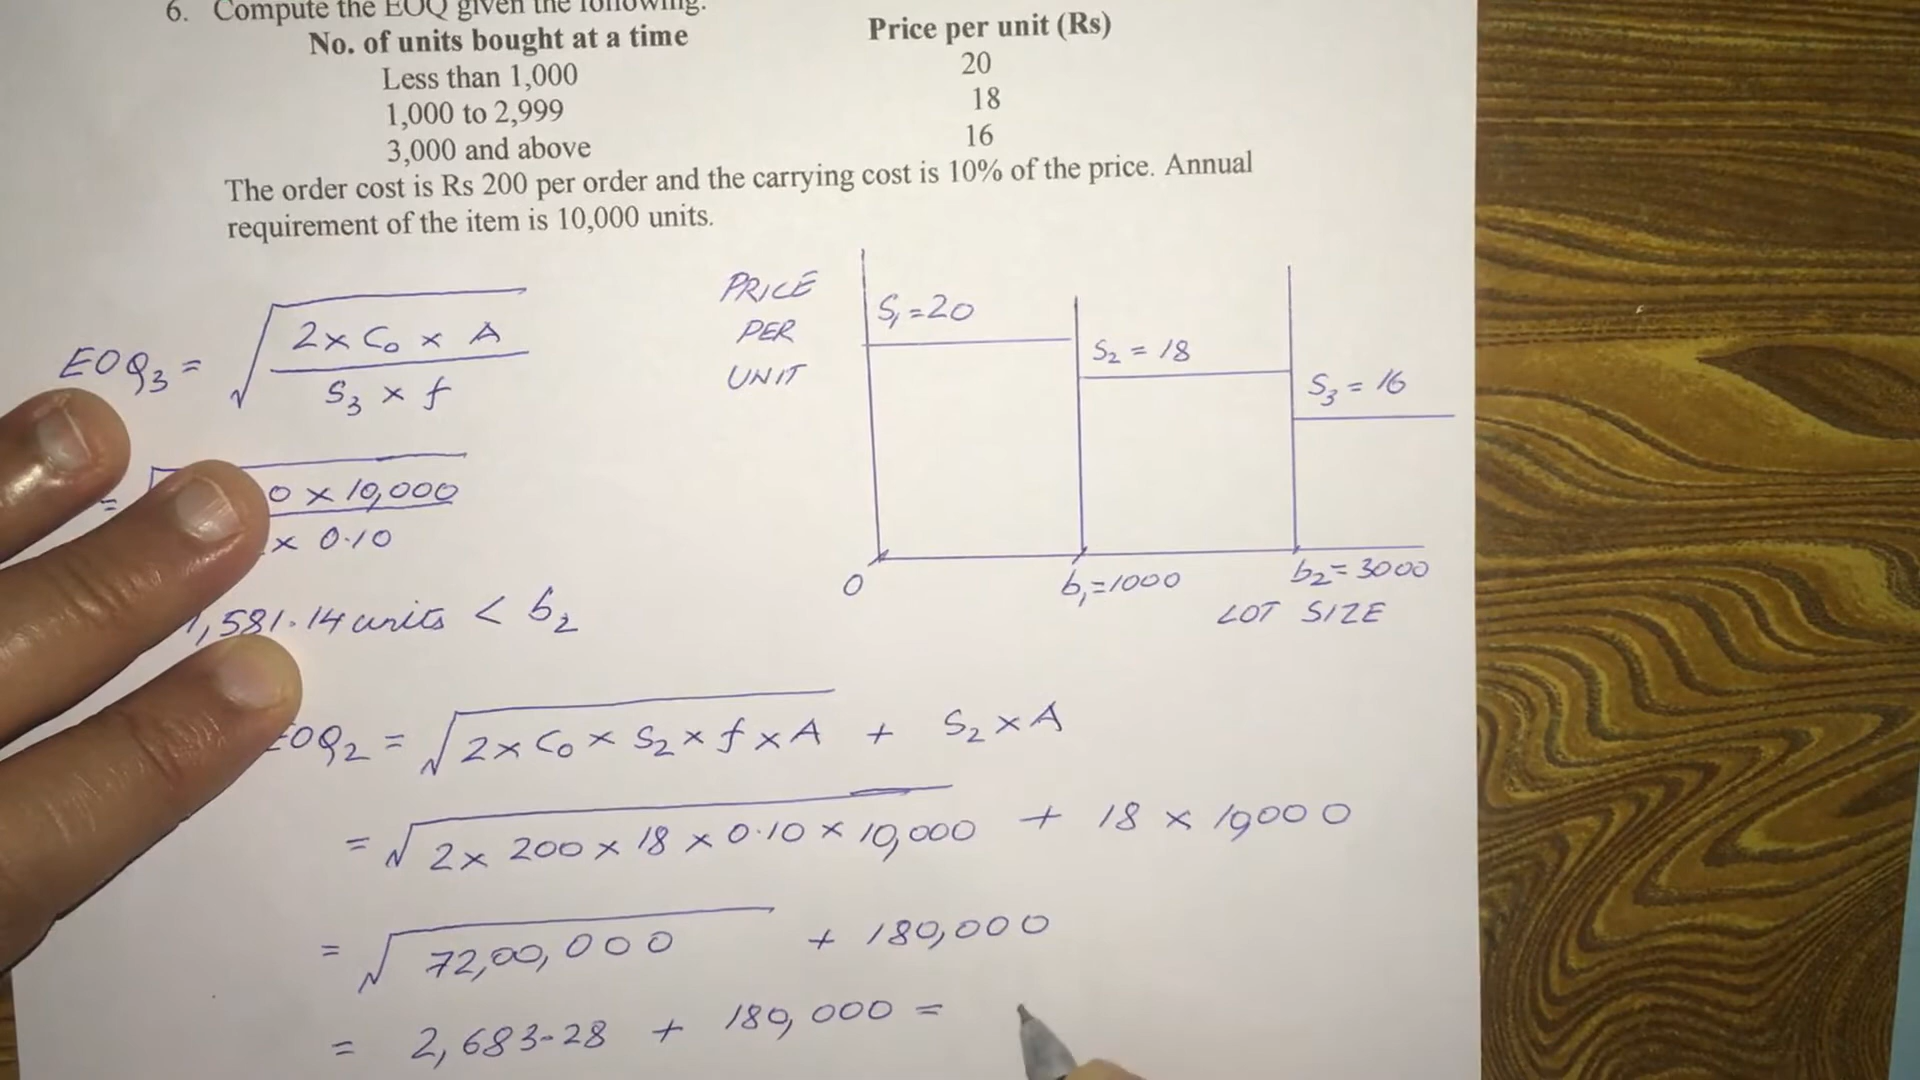 6. Compute the EOQ given the following:
No. of units bought at a time Price per unit (Rs)
Less than 1,000 20
1,000 to 2,999 18
3,000 and above 16
The order cost is Rs 200 per order and the carrying cost is 10% of the price. Annual
requirement of the item is 10,000 units.
EOQ3 = √ 2 x Co x A
S3 x f
= 0 x 10,000
x 0.10
1,581.14 units < b2
PRICE
PER
UNIT
S1 = 20
S2 = 18
S3 = 16
0 b1=1000 b2=3000
LOT SIZE
EOQ2 = √2 x Co x S2 x f x A + S2 x A
= √2 x 200 x 18 x 0.10 x 10,000 + 18 x 10000
= √72,00,000 + 180,000
= 2,683.28 + 180,000 =